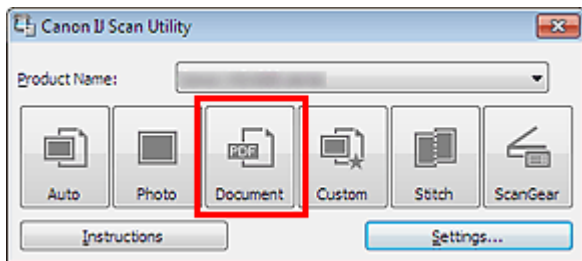 Canon IJ Scan Utility
Product Name:
PDF
Auto Photo Document Custom Stitch ScanGear
Instructions Settings...